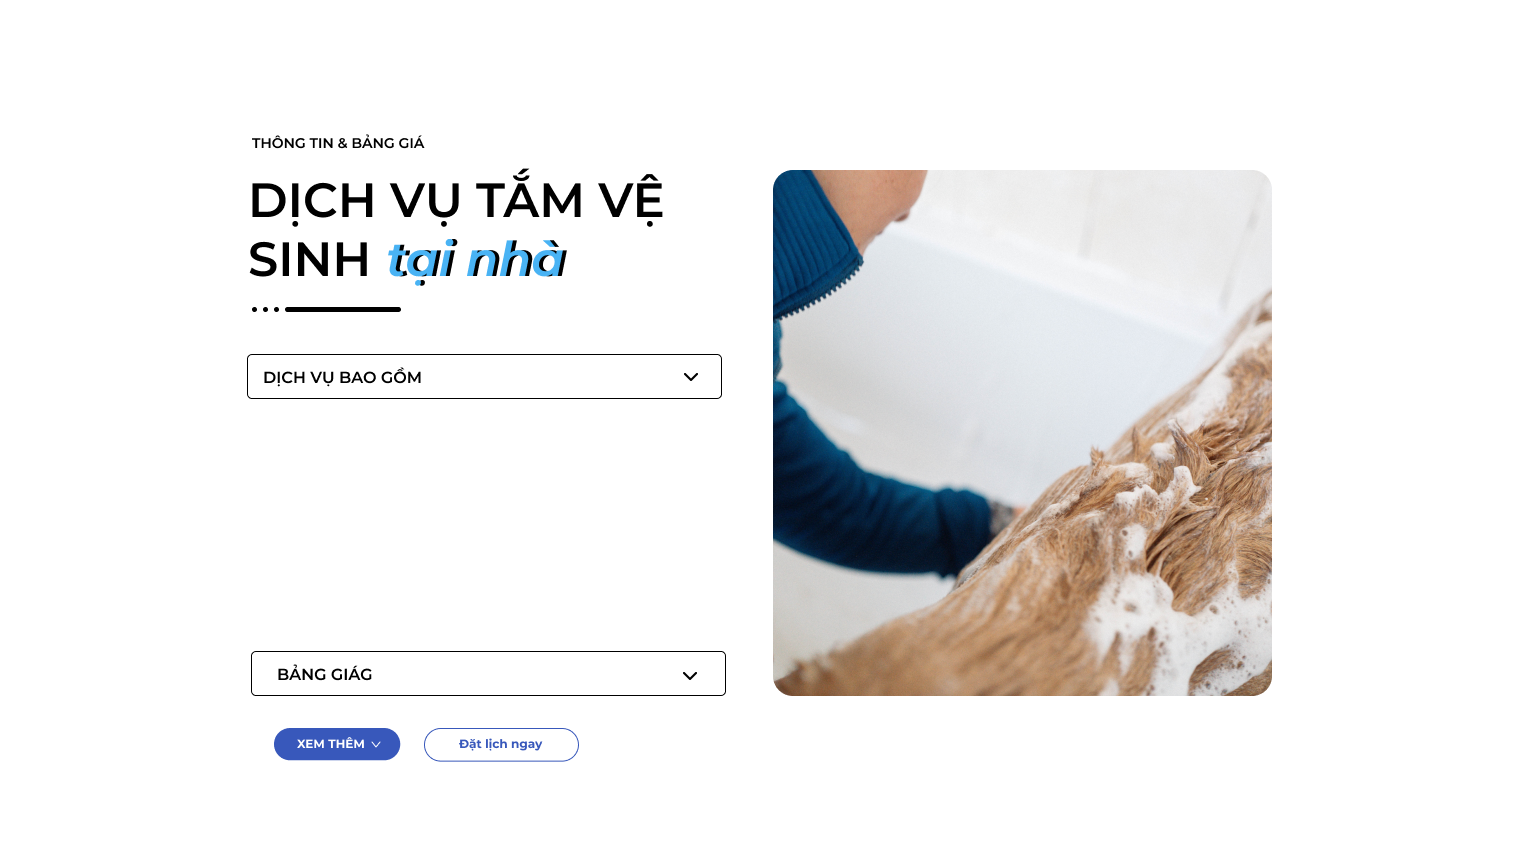 THÔNG TIN & BẢNG GIÁ
DỊCH VỤ TẮM VỆ
SINH tại nhà
DỊCH VỤ BAO GỒM
BẢNG GIÁG
XEM THÊM
Đặt lịch ngay